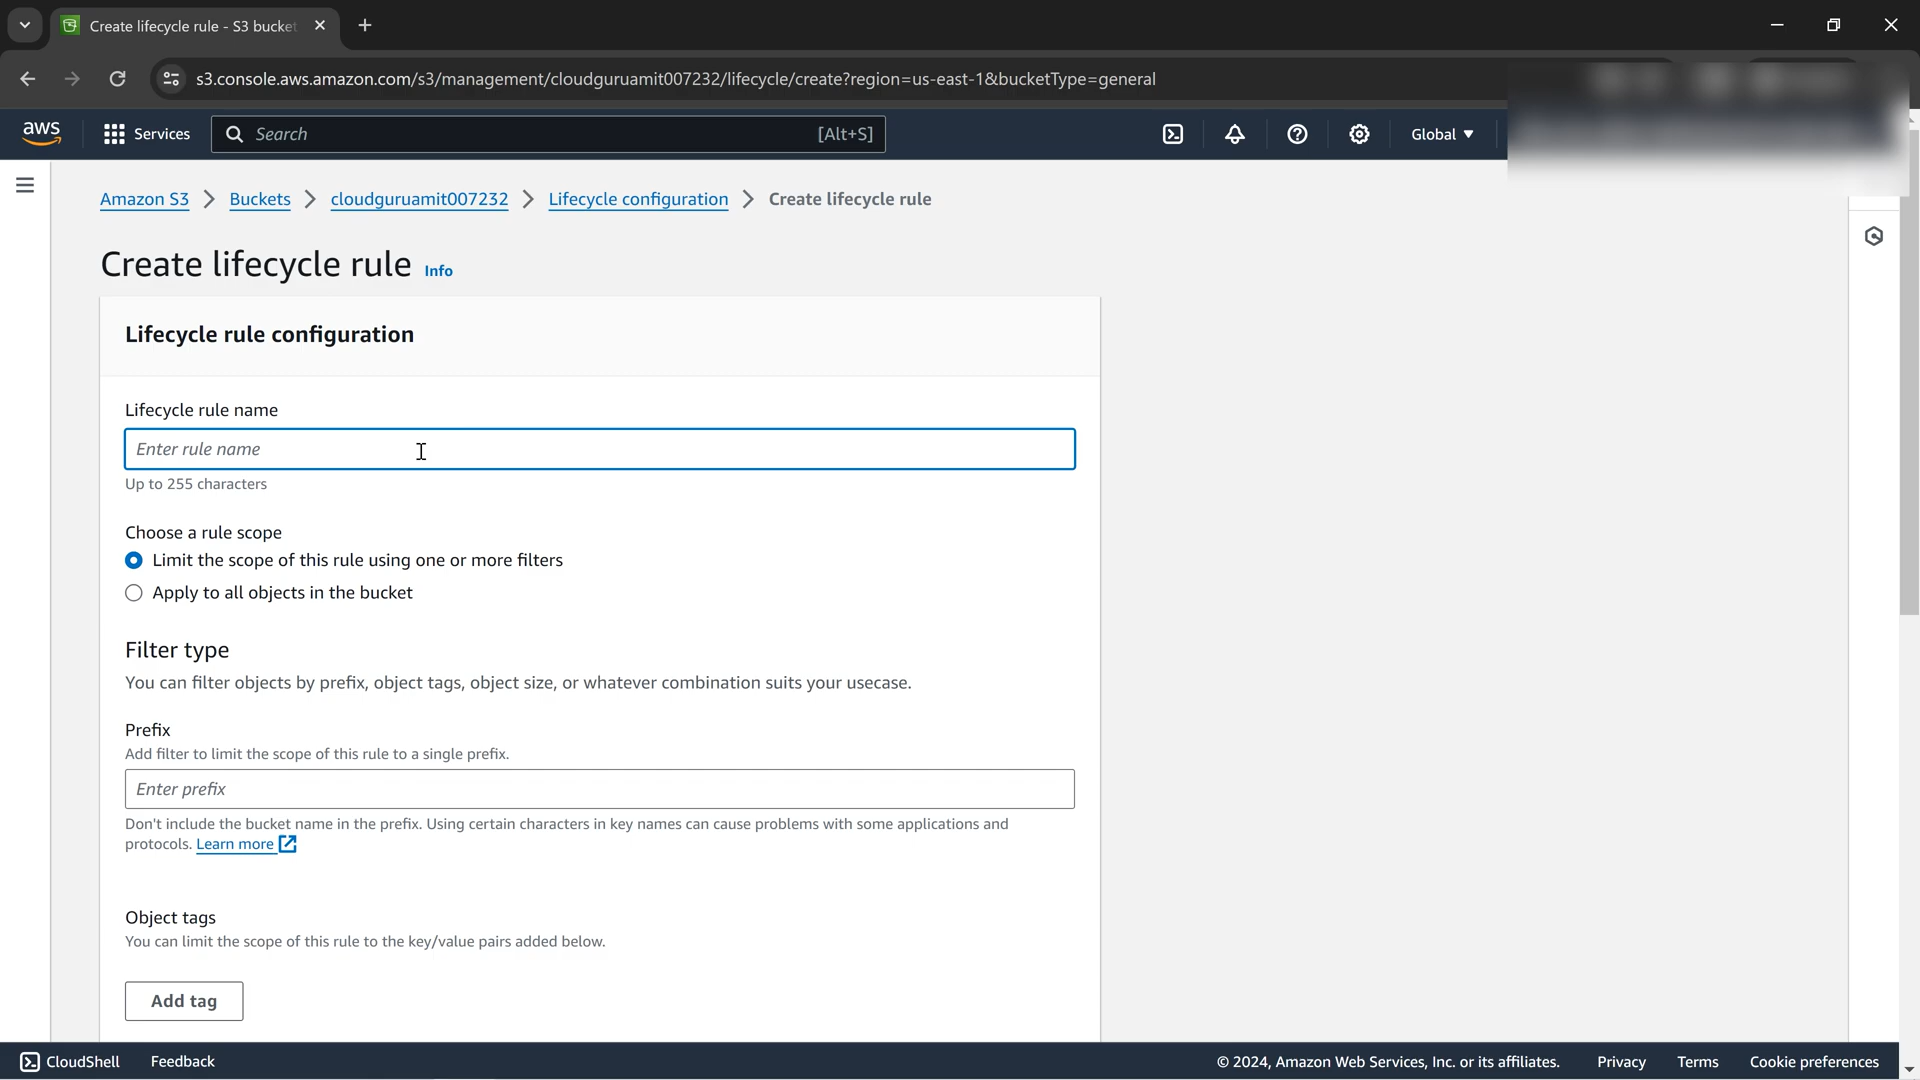 Create lifecycle rule - S3 bucket
s3.console.aws.amazon.com/s3/management/cloudguruamit007232/lifecycle/create?region=us-east-1&bucketType=general
aws
Services
Search
[Alt+S]
Global
Amazon S3
Buckets
cloudguruamit007232
Lifecycle configuration
Create lifecycle rule
Create lifecycle rule Info
Lifecycle rule configuration
Lifecycle rule name
Enter rule name
Up to 255 characters
Choose a rule scope
Limit the scope of this rule using one or more filters
Apply to all objects in the bucket
Filter type
You can filter objects by prefix, object tags, object size, or whatever combination suits your usecase.
Prefix
Add filter to limit the scope of this rule to a single prefix.
Enter prefix
Don't include the bucket name in the prefix. Using certain characters in key names can cause problems with some applications and
protocols. Learn more
Object tags
You can limit the scope of this rule to the key/value pairs added below.
Add tag
CloudShell
Feedback
© 2024, Amazon Web Services, Inc. or its affiliates.
Privacy
Terms
Cookie preferences